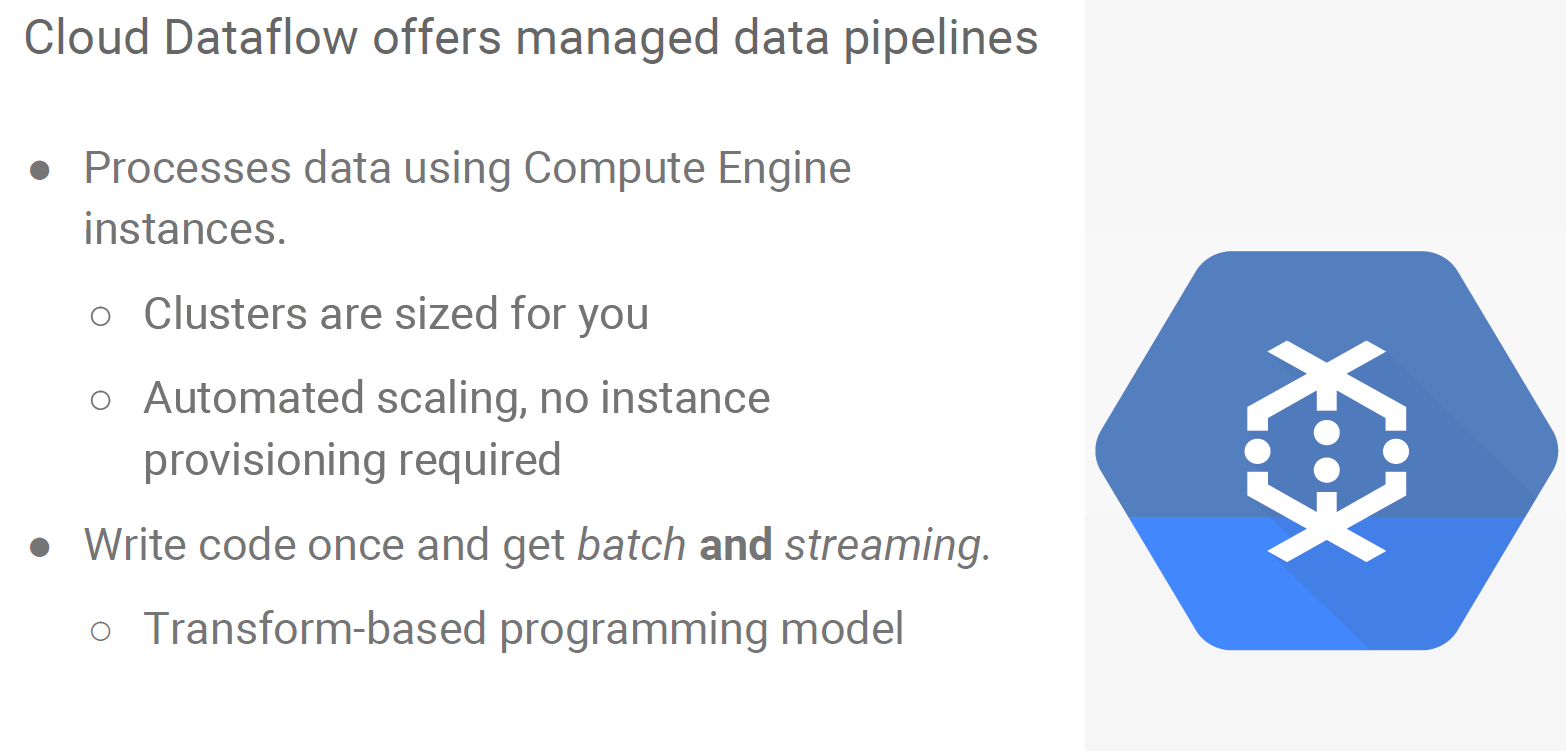 Cloud Dataflow offers managed data pipelines
● Processes data using Compute Engine
instances.
○ Clusters are sized for you
○ Automated scaling, no instance
provisioning required
● Write code once and get batch and streaming.
○ Transform-based programming model